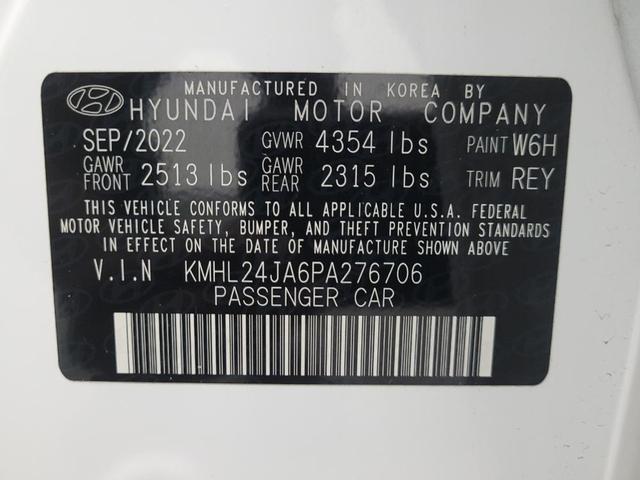 MANUFACTURED IN KOREA BY
HYUNDAI MOTOR COMPANY
SEP/2022 GVWR 4354 lbs PAINT W6H
GAWR FRONT 2513 lbs GAWR REAR 2315 lbs TRIM REY
THIS VEHICLE CONFORMS TO ALL APPLICABLE U.S.A. FEDERAL
MOTOR VEHICLE SAFETY, BUMPER, AND THEFT PREVENTION STANDARDS
IN EFFECT ON THE DATE OF MANUFACTURE SHOWN ABOVE.
V.I.N KMHL24JA6PA276706
PASSENGER CAR